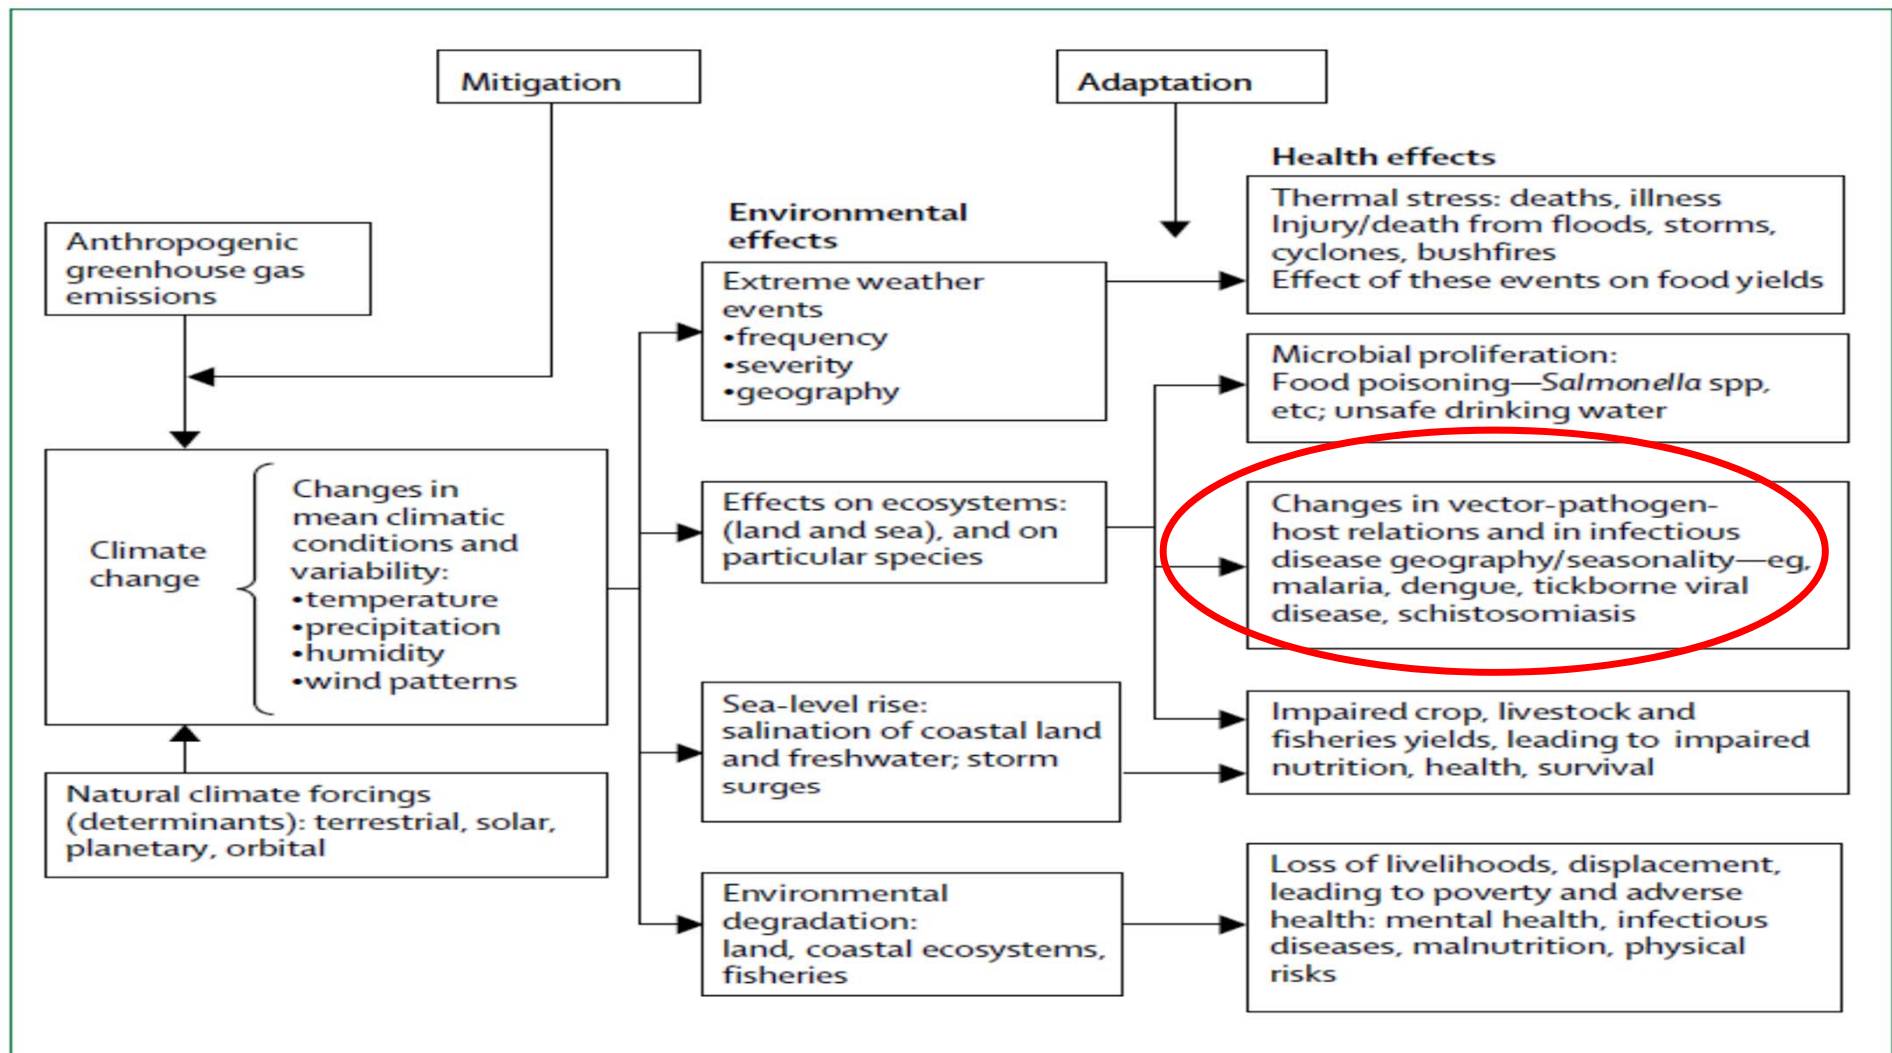 Mitigation
Adaptation
Anthropogenic
greenhouse gas
emissions
Climate
change
Changes in
mean climatic
conditions and
variability:
•temperature
•precipitation
•humidity
•wind patterns
Natural climate forcings
(determinants): terrestrial, solar,
planetary, orbital
Environmental
effects
Extreme weather
events
•frequency
•severity
•geography
Effects on ecosystems:
(land and sea), and on
particular species
Sea-level rise:
salination of coastal land
and freshwater; storm
surges
Environmental
degradation:
land, coastal ecosystems,
fisheries
Health effects
Thermal stress: deaths, illness
Injury/death from floods, storms,
cyclones, bushfires
Effect of these events on food yields
Microbial proliferation:
Food poisoning—Salmonella spp,
etc; unsafe drinking water
Changes in vector-pathogen-
host relations and in infectious
disease geography/seasonality—eg,
malaria, dengue, tickborne viral
disease, schistosomiasis
Impaired crop, livestock and
fisheries yields, leading to impaired
nutrition, health, survival
Loss of livelihoods, displacement,
leading to poverty and adverse
health: mental health, infectious
diseases, malnutrition, physical
risks